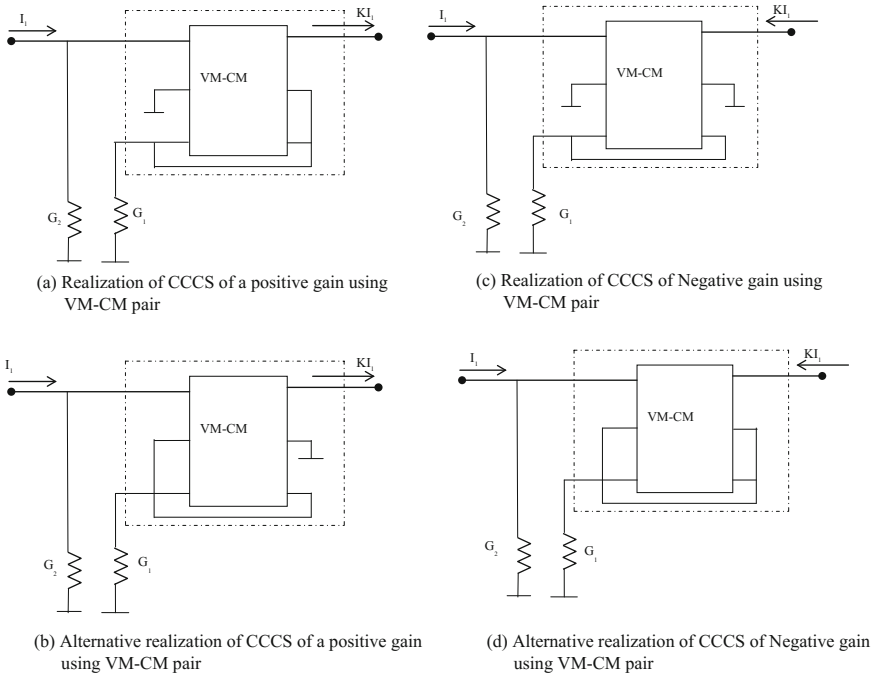 I₁
KI₁
VM-CM
G₂
G₁
(a) Realization of CCCS of a positive gain using
VM-CM pair
I₁
KI₁
VM-CM
G₂
G₁
(c) Realization of CCCS of Negative gain using
VM-CM pair
I₁
KI₁
VM-CM
G₂
G₁
(b) Alternative realization of CCCS of a positive gain
using VM-CM pair
I₁
KI₁
VM-CM
G₂
G₁
(d) Alternative realization of CCCS of Negative gain
using VM-CM pair